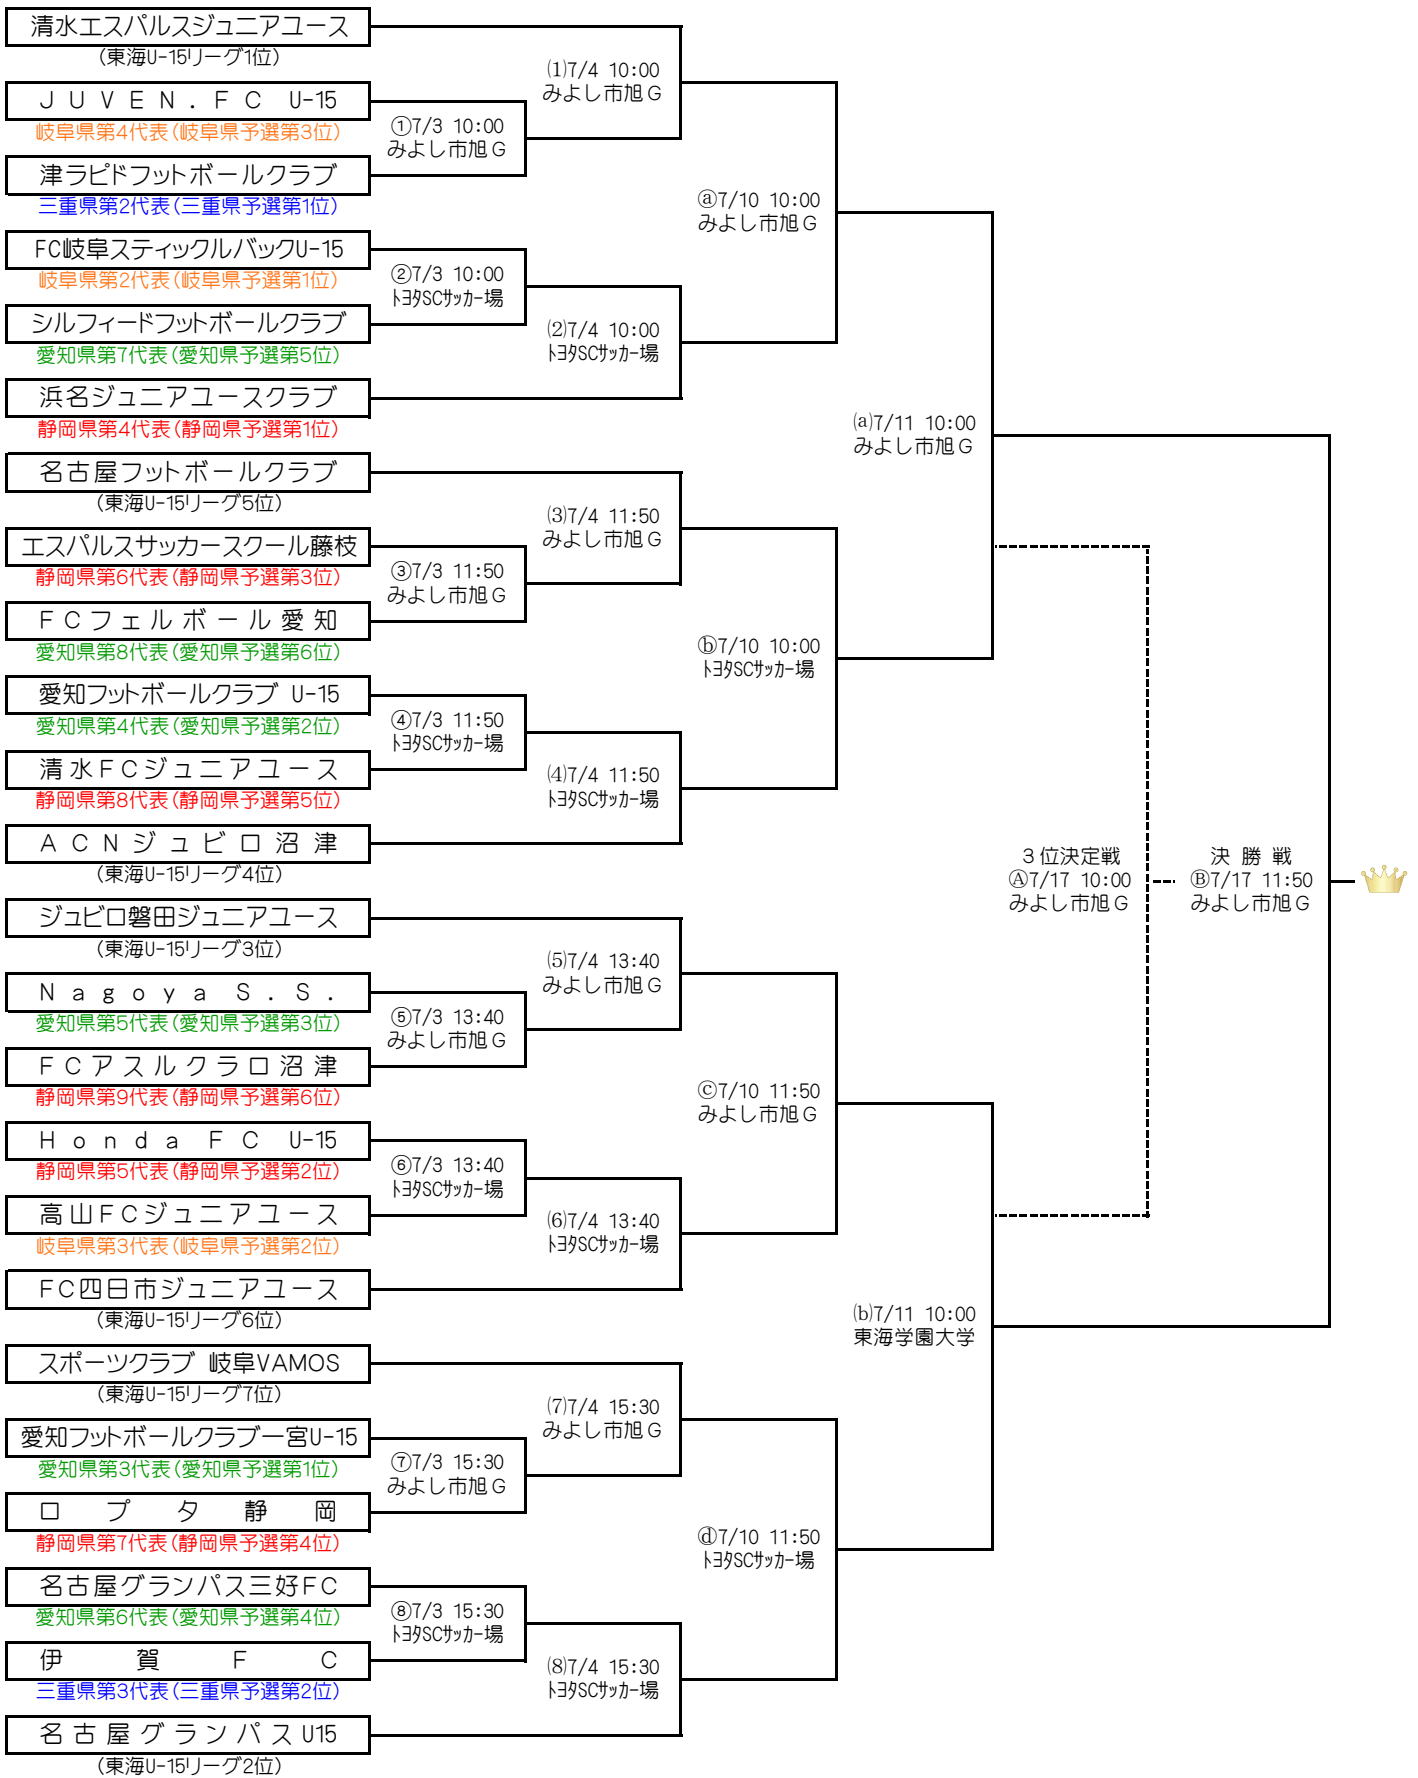 清水エスパルスジュニアユース
(東海U-15リーグ1位)
JUVEN.FC U-15
岐阜県第4代表(岐阜県予選第3位)
津ラピドフットボールクラブ
三重県第2代表(三重県予選第1位)
FC岐阜スティックルバックU-15
岐阜県第2代表(岐阜県予選第1位)
シルフィードフットボールクラブ
愛知県第7代表(愛知県予選第5位)
浜名ジュニアユースクラブ
静岡県第4代表(静岡県予選第1位)
名古屋フットボールクラブ
(東海U-15リーグ5位)
エスパルスサッカースクール藤枝
静岡県第6代表(静岡県予選第3位)
FCフェルボール愛知
愛知県第8代表(愛知県予選第6位)
愛知フットボールクラブ U-15
愛知県第4代表(愛知県予選第2位)
清水FCジュニアユース
静岡県第8代表(静岡県予選第5位)
ACNジュビロ沼津
(東海U-15リーグ4位)
ジュビロ磐田ジュニアユース
(東海U-15リーグ3位)
Nagoya S.S.
愛知県第5代表(愛知県予選第3位)
FCアスルクラロ沼津
静岡県第9代表(静岡県予選第6位)
Honda FC U-15
静岡県第5代表(静岡県予選第2位)
高山FCジュニアユース
岐阜県第3代表(岐阜県予選第2位)
FC四日市ジュニアユース
(東海U-15リーグ6位)
スポーツクラブ 岐阜VAMOS
(東海U-15リーグ7位)
愛知フットボールクラブ一宮U-15
愛知県第3代表(愛知県予選第1位)
ロプタ静岡
静岡県第7代表(静岡県予選第4位)
名古屋グランパス三好FC
愛知県第6代表(愛知県予選第4位)
伊賀FC
三重県第3代表(三重県予選第2位)
名古屋グランパスU15
(東海U-15リーグ2位)
①7/3 10:00
みよし市旭G
②7/3 10:00
トヨタSCサッカー場
③7/3 11:50
みよし市旭G
④7/3 11:50
トヨタSCサッカー場
⑤7/3 13:40
みよし市旭G
⑥7/3 13:40
トヨタSCサッカー場
⑦7/3 15:30
みよし市旭G
⑧7/3 15:30
トヨタSCサッカー場
(1)7/4 10:00
みよし市旭G
(2)7/4 10:00
トヨタSCサッカー場
(3)7/4 11:50
みよし市旭G
(4)7/4 11:50
トヨタSCサッカー場
(5)7/4 13:40
みよし市旭G
(6)7/4 13:40
トヨタSCサッカー場
(7)7/4 15:30
みよし市旭G
(8)7/4 15:30
トヨタSCサッカー場
ⓐ7/10 10:00
みよし市旭G
ⓑ7/10 10:00
トヨタSCサッカー場
ⓒ7/10 11:50
みよし市旭G
ⓓ7/10 11:50
トヨタSCサッカー場
(a)7/11 10:00
みよし市旭G
(b)7/11 10:00
東海学園大学
3位決定戦
Ⓐ7/17 10:00
みよし市旭G
決勝戦
Ⓑ7/17 11:50
みよし市旭G